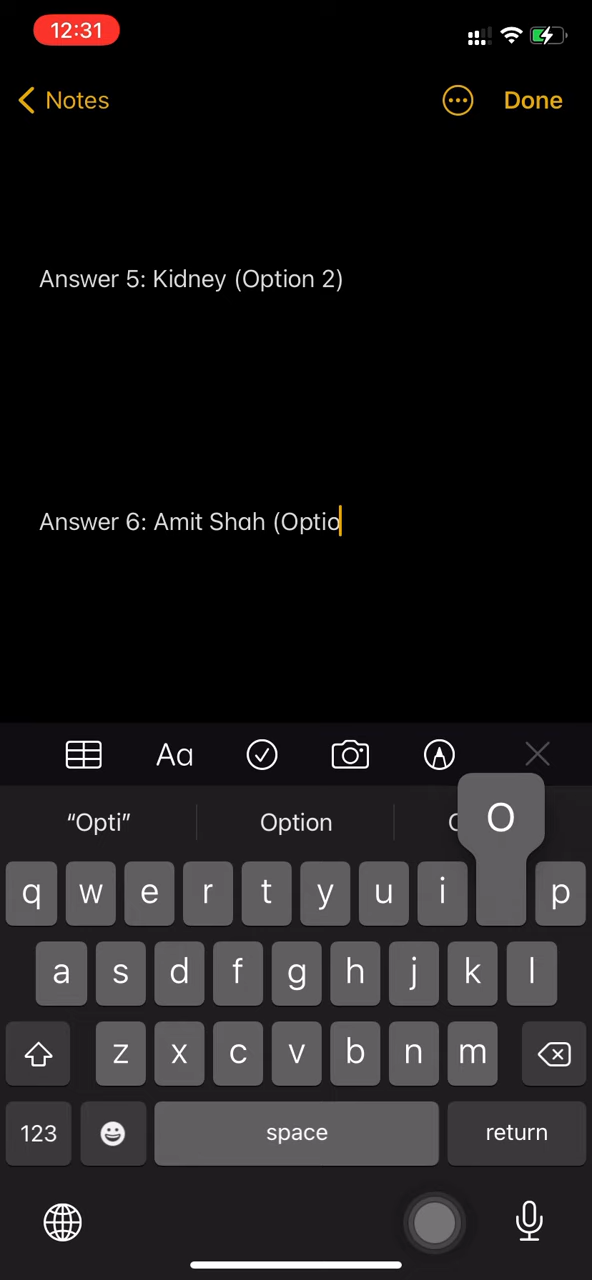 12:31
Notes
Done
Answer 5: Kidney (Option 2)
Answer 6: Amit Shah (Optio
Aa
“Opti”
Option
O
q w e r t y u i p
a s d f g h j k l
z x c v b n m
123
space
return